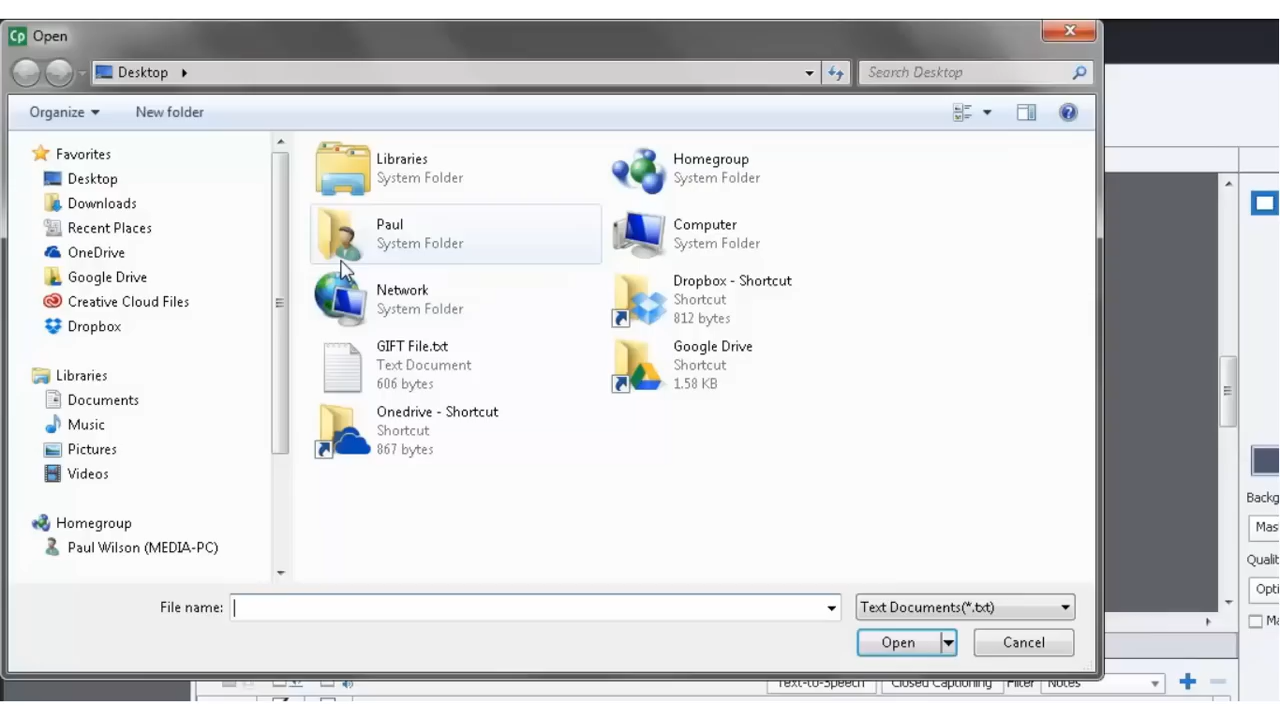 Cp Open
Desktop
Search Desktop
Organize
New folder
Favorites
Desktop
Downloads
Recent Places
OneDrive
Google Drive
Creative Cloud Files
Dropbox
Libraries
Documents
Music
Pictures
Videos
Homegroup
Paul Wilson (MEDIA-PC)
Libraries
System Folder
Homegroup
System Folder
Paul
System Folder
Computer
System Folder
Network
System Folder
Dropbox - Shortcut
Shortcut
812 bytes
GIFT File.txt
Text Document
606 bytes
Google Drive
Shortcut
1.58 KB
Onedrive - Shortcut
Shortcut
867 bytes
File name:
Text Documents(*.txt)
Open
Cancel
Backg
Mas
Qualit
Opti
Ma
Text-to-Speech
Closed Captioning
Filter
Notes